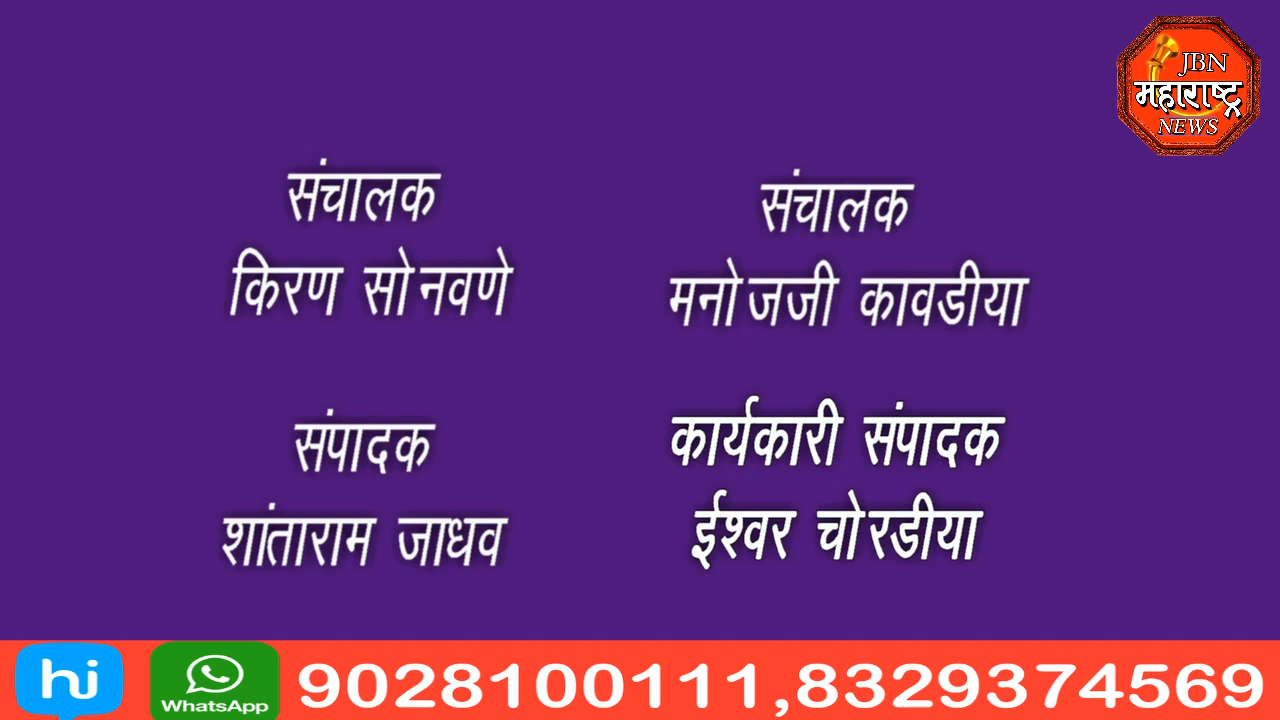 JBN
महाराष्ट्र
NEWS
संचालक
किरण सोनवणे
संचालक
मनोजजी कावडीया
संपादक
शांताराम जाधव
कार्यकारी संपादक
ईश्वर चोरडीया
hi
WhatsApp
9028100111,8329374569